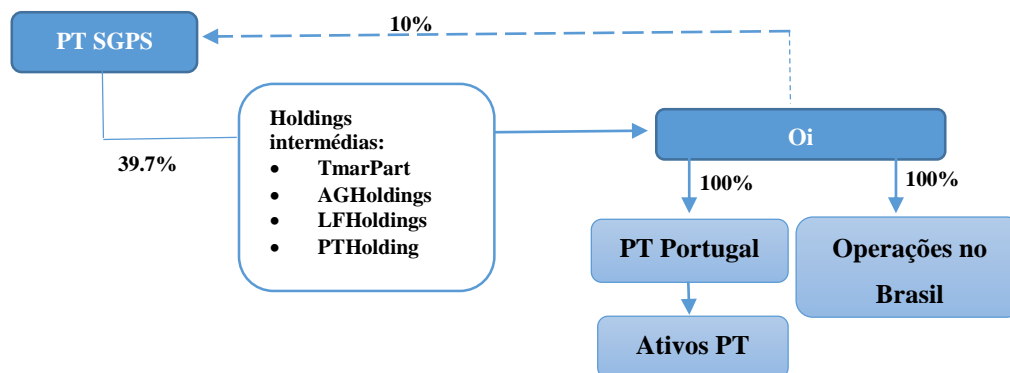 10%
PT SGPS
Holdings
intermédias:
• TmarPart
• AGHoldings
• LFHoldings
• PTHolding
39.7%
Oi
100%
100%
PT Portugal
Operações no
Brasil
Ativos PT